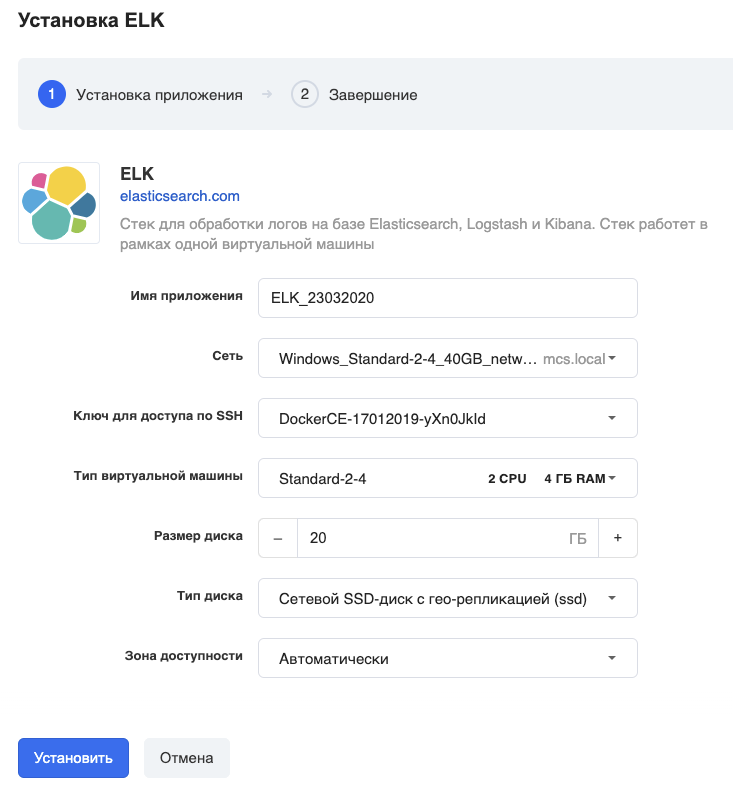 Установка ELK
1 Установка приложения 2 Завершение
ELK
elasticsearch.com
Стек для обработки логов на базе Elasticsearch, Logstash и Kibana. Стек работет в
рамках одной виртуальной машины
Имя приложения ELK_23032020
Сеть Windows_Standard-2-4_40GB_netw... mcs.local
Ключ для доступа по SSH DockerCE-17012019-yXn0JkId
Тип виртуальной машины Standard-2-4 2 CPU 4 ГБ RAM
Размер диска – 20 ГБ +
Тип диска Сетевой SSD-диск с гео-репликацией (ssd)
Зона доступности Автоматически
Установить Отмена